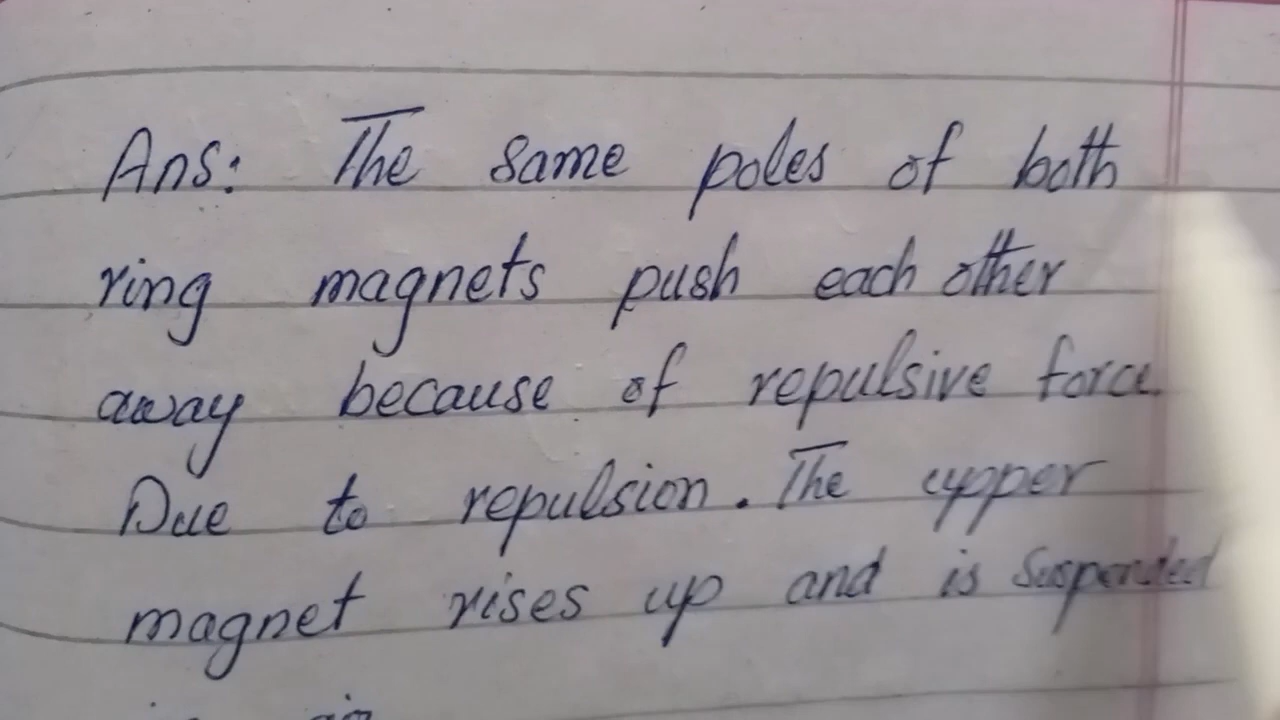 Ans: The same poles of both
ring magnets push each other
away because of repulsive force.
Due to repulsion. The upper
magnet rises up and is suspended